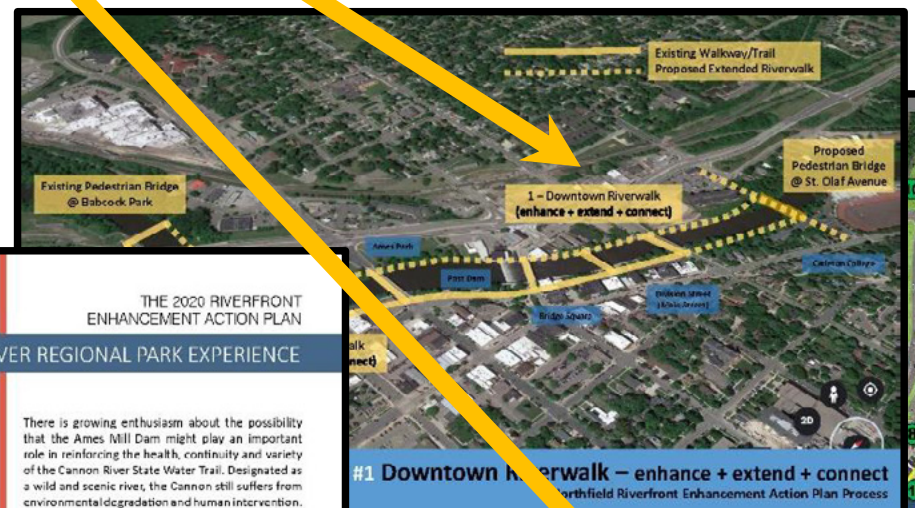 Existing Walkway/Trail
Proposed Extended Riverwalk
Proposed
Pedestrian Bridge
@ St. Olaf Avenue
Existing Pedestrian Bridge
@ Babcock Park
1 – Downtown Riverwalk
(enhance + extend + connect)
Ames Park
Post Dam
Bridge Square
Division Street
Carleton College
alk
nect)
2D
#1 Downtown R erwalk – enhance + extend + connect
orthfield Riverfront Enhancement Action Plan Process
THE 2020 RIVERFRONT
ENHANCEMENT ACTION PLAN
VER REGIONAL PARK EXPERIENCE
There is growing enthusiasm about the possibility
that the Ames Mill Dam might play an important
role in reinforcing the health, continuity and variety
of the Cannon River State Water Trail. Designated as
a wild and scenic river, the Cannon still suffers from
environmental degradation and human intervention.